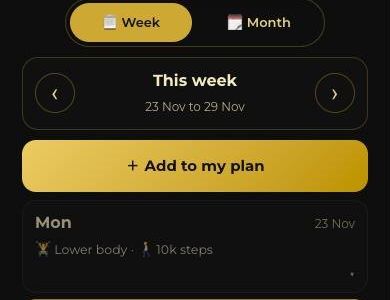 Week
Month
This week
23 Nov to 29 Nov
+ Add to my plan
Mon
23 Nov
Lower body · 10k steps